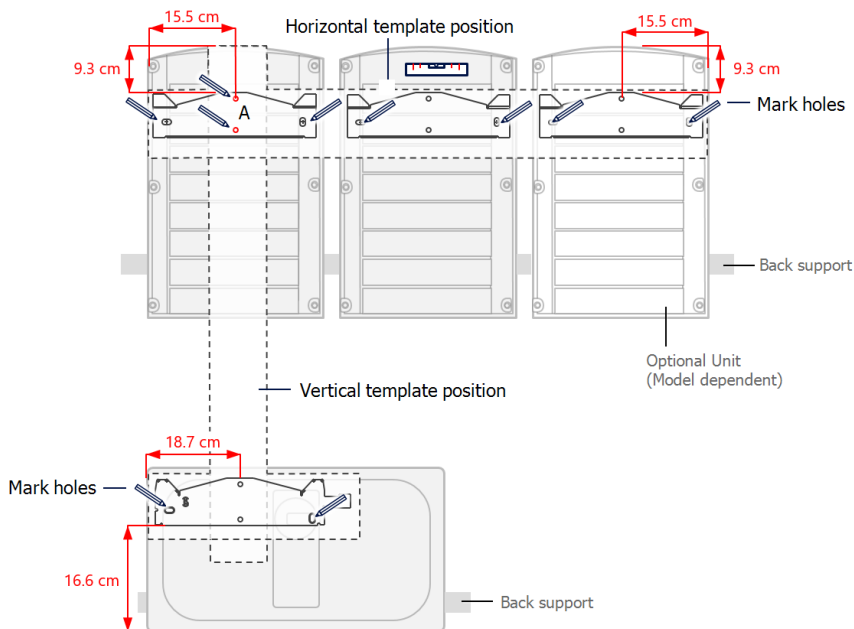 15.5 cm
Horizontal template position
15.5 cm
9.3 cm
9.3 cm
A
Mark holes
Back support
Optional Unit
(Model dependent)
Vertical template position
18.7 cm
Mark holes
16.6 cm
Back support